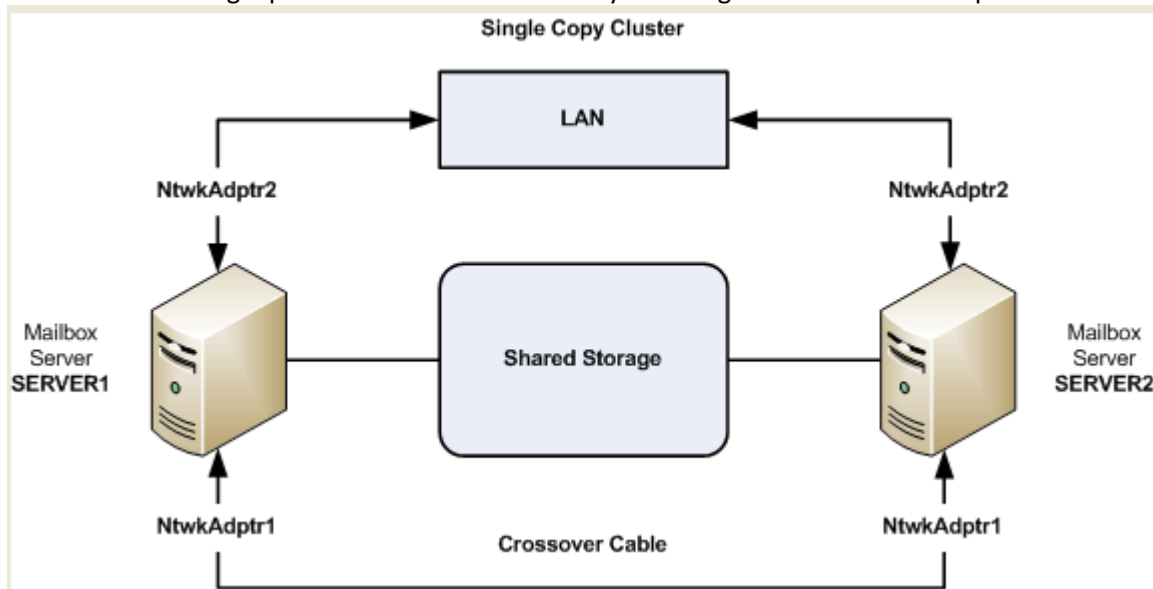 Single Copy Cluster
LAN
NtwkAdptr2
NtwkAdptr2
Mailbox
Server
SERVER1
Shared Storage
Mailbox
Server
SERVER2
NtwkAdptr1
NtwkAdptr1
Crossover Cable